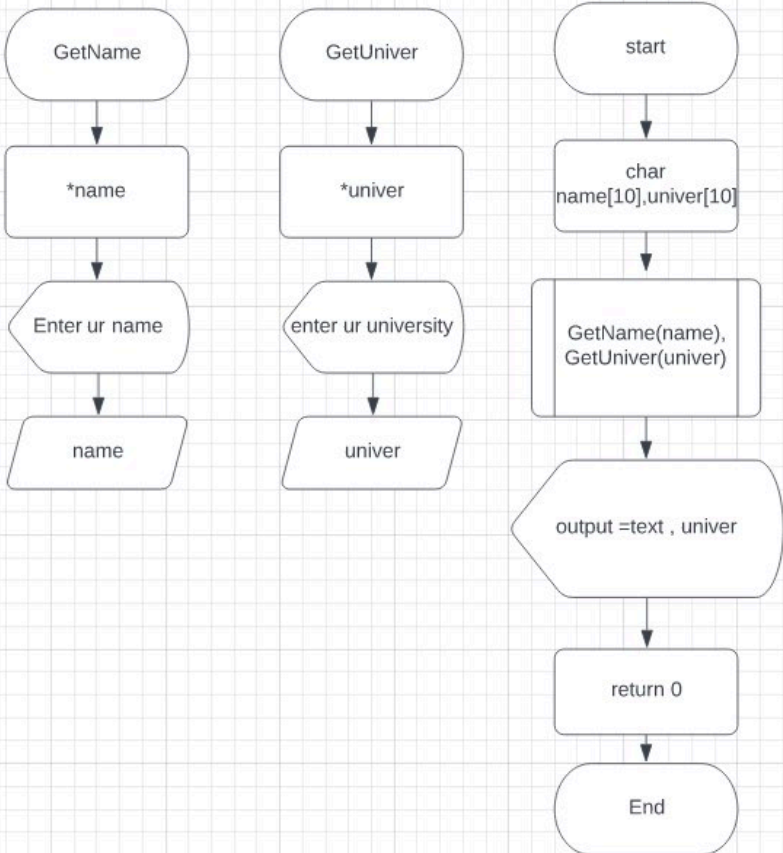 GetName
*name
Enter ur name
name
GetUniver
*univer
enter ur university
univer
start
char
name[10],univer[10]
GetName(name),
GetUniver(univer)
output =text , univer
return 0
End